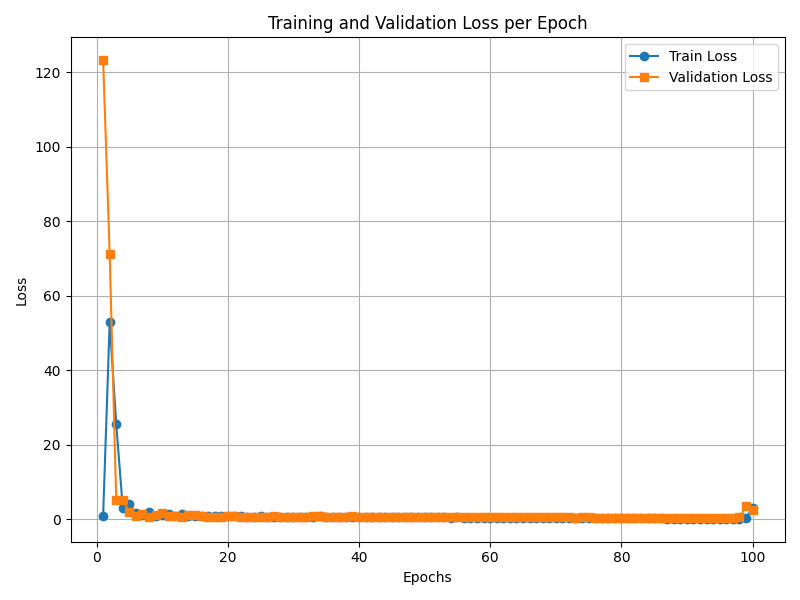 Training and Validation Loss per Epoch
Train Loss
Validation Loss
120
100
80
60
40
20
0
Loss
0 20 40 60 80 100
Epochs